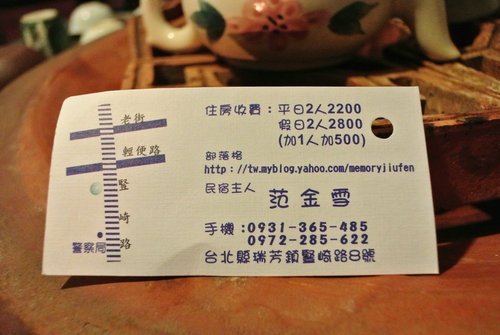 老街
輕便路
豎
崎
路
警察局
住房收費：平日2人2200
假日2人2800
(加1人加500)
部落格
http://tw.myblog.yahoo.com/memoryjiufen
民宿主人
范金雪
手機：0931-365-485
0972-285-622
台北縣瑞芳鎮豎崎路8號